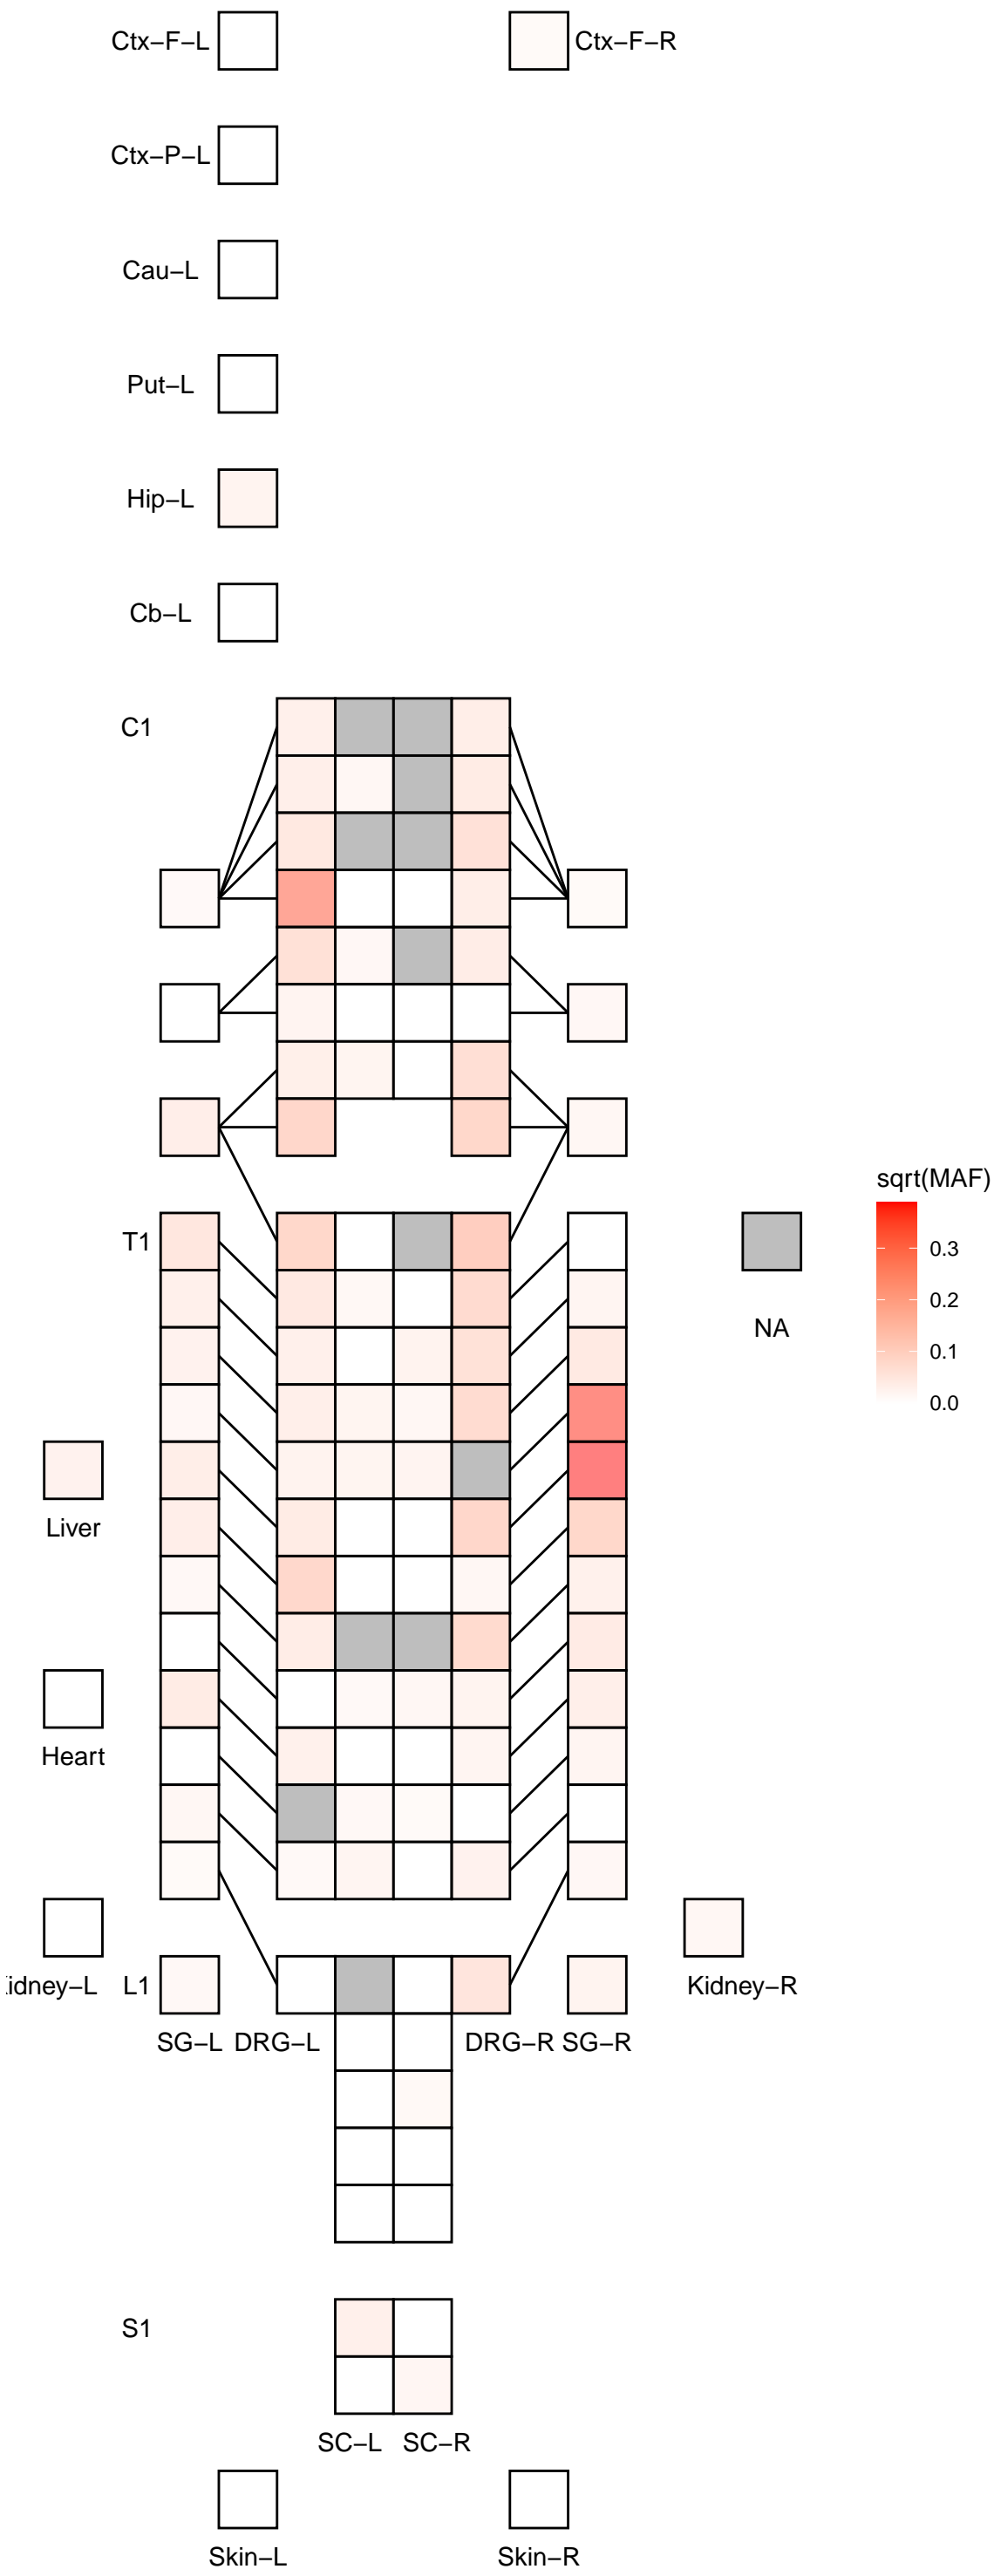 Ctx−F−L
Ctx−F−R
Ctx−P−L
Cau−L
Put−L
Hip−L
Cb−L
C1
sqrt(MAF)
T1
0.3
0.2
NA
0.1
0.0
Liver
Heart
idney−L
L1
Kidney−R
SG−L DRG−L
DRG−R SG−R
S1
SC−L SC−R
Skin−L
Skin−R